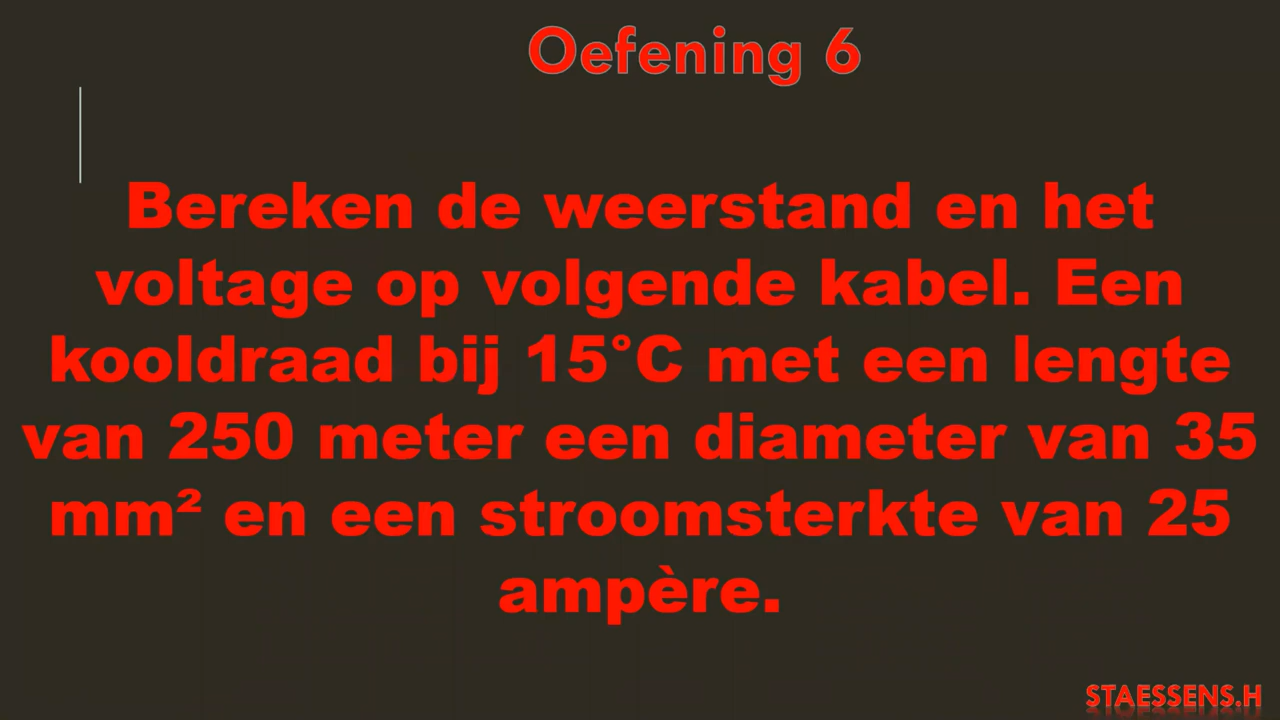 Oefening 6
Bereken de weerstand en het
voltage op volgende kabel. Een
kooldraad bij 15°C met een lengte
van 250 meter een diameter van 35
mm² en een stroomsterkte van 25
ampère.
STAESSENS.H